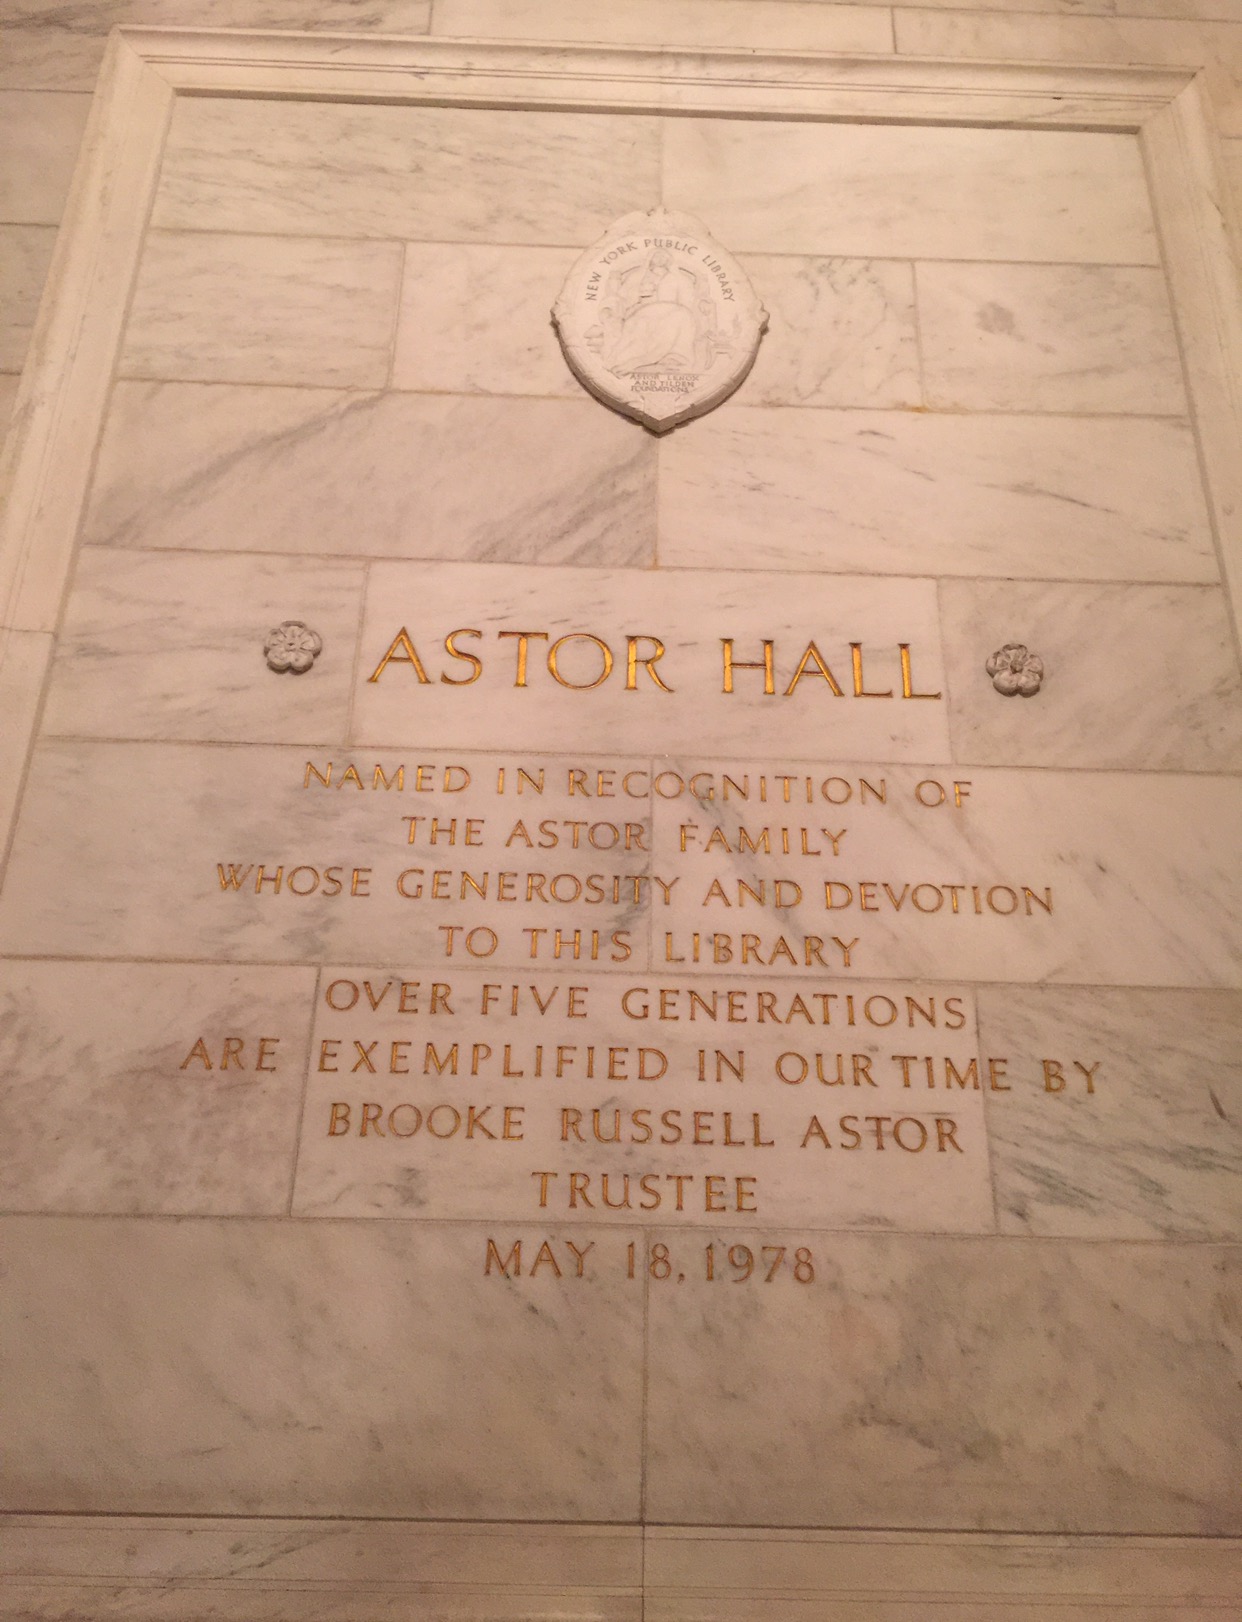 NEW YORK PUBLIC LIBRARY
ASTOR LENOX
AND TILDEN
FOUNDATIONS
ASTOR HALL
NAMED IN RECOGNITION OF
THE ASTOR FAMILY
WHOSE GENEROSITY AND DEVOTION
TO THIS LIBRARY
OVER FIVE GENERATIONS
ARE EXEMPLIFIED IN OUR TIME BY
BROOKE RUSSELL ASTOR
TRUSTEE
MAY 18, 1978